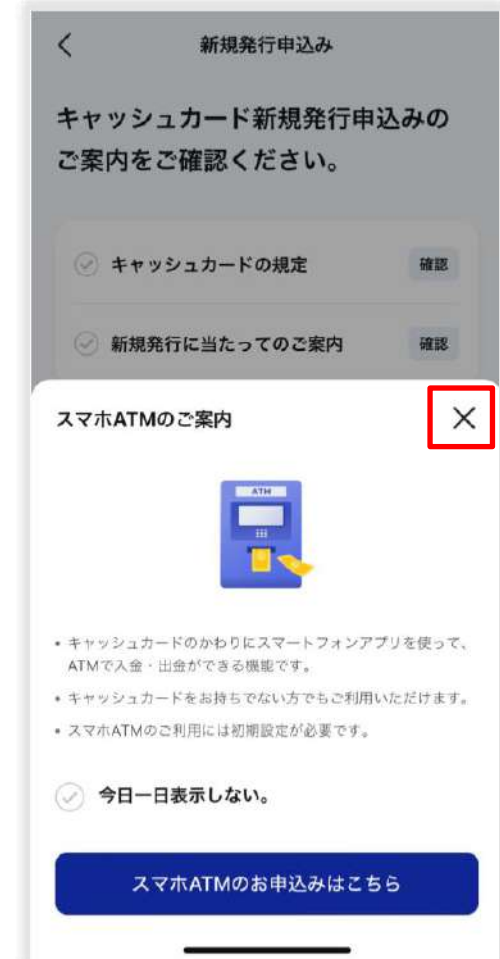 新規発行申込み
キャッシュカード新規発行申込みの
ご案内をご確認ください。
キャッシュカードの規定 確認
新規発行に当たってのご案内 確認
スマホATMのご案内
ATM
• キャッシュカードのかわりにスマートフォンアプリを使って、
ATMで入金・出金ができる機能です。
• キャッシュカードをお持ちでない方でもご利用いただけます。
• スマホATMのご利用には初期設定が必要です。
今日一日表示しない。
スマホATMのお申込みはこちら